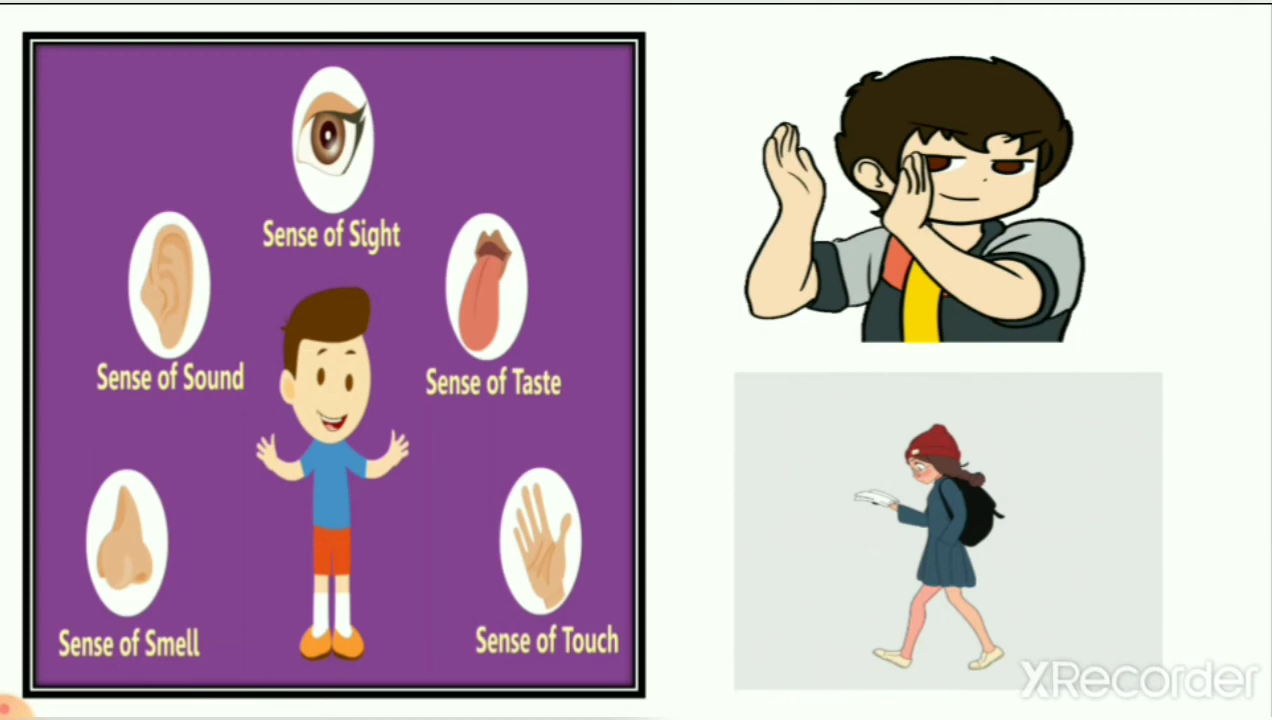 Sense of Sight
Sense of Sound
Sense of Taste
Sense of Smell
Sense of Touch
XRecorder